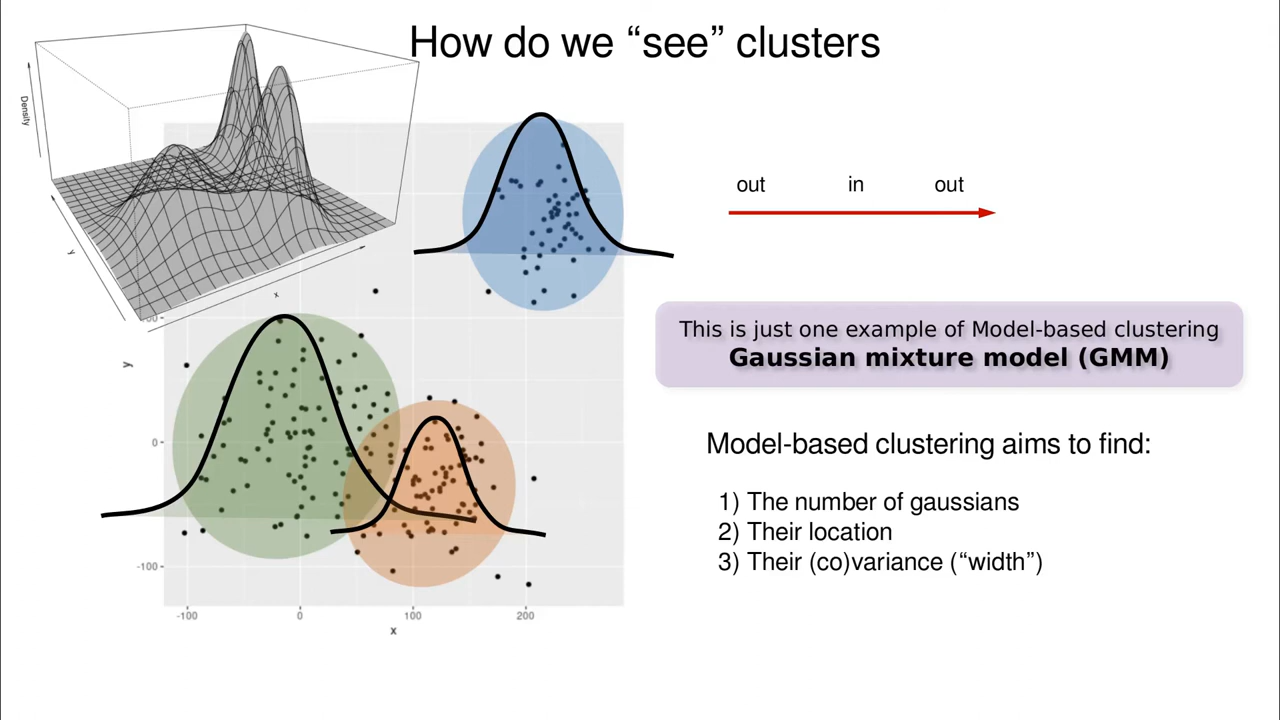 How do we “see” clusters
Density
y
x
out in out
This is just one example of Model-based clustering
Gaussian mixture model (GMM)
Model-based clustering aims to find:
1) The number of gaussians
2) Their location
3) Their (co)variance (“width”)
y
0
-100
-100 0 100 200
x